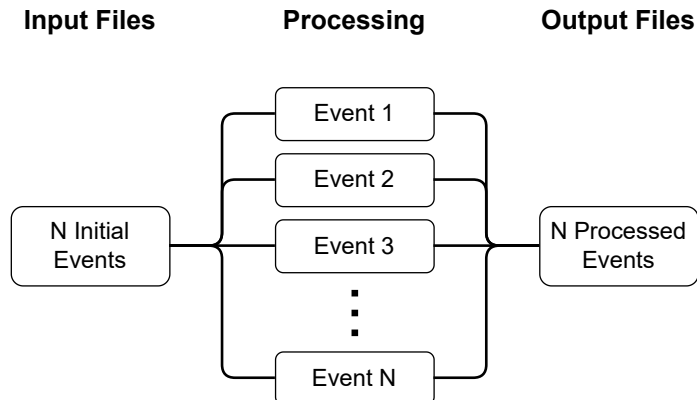 Input Files
Processing
Output Files
Event 1
Event 2
N Initial
Events
Event 3
N Processed
Events
Event N